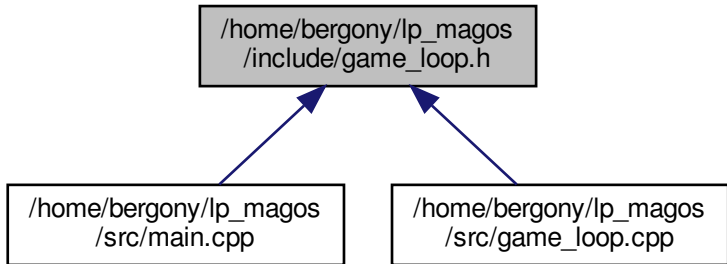 /home/bergony/lp_magos
/include/game_loop.h
/home/bergony/lp_magos
/src/main.cpp
/home/bergony/lp_magos
/src/game_loop.cpp